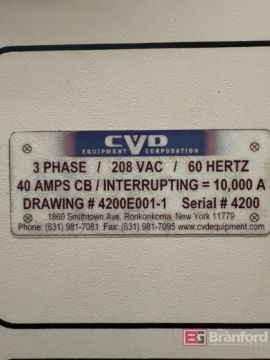 CVD
EQUIPMENT CORPORATION
3 PHASE / 208 VAC / 60 HERTZ
40 AMPS CB / INTERRUPTING = 10,000 A
DRAWING # 4200E001-1 Serial # 4200
1860 Smithtown Ave. Ronkonkoma, New York 11779
Phone: (631) 981-7081 Fax: (631) 981-7095 www.cvdequipment.com
BG Branford